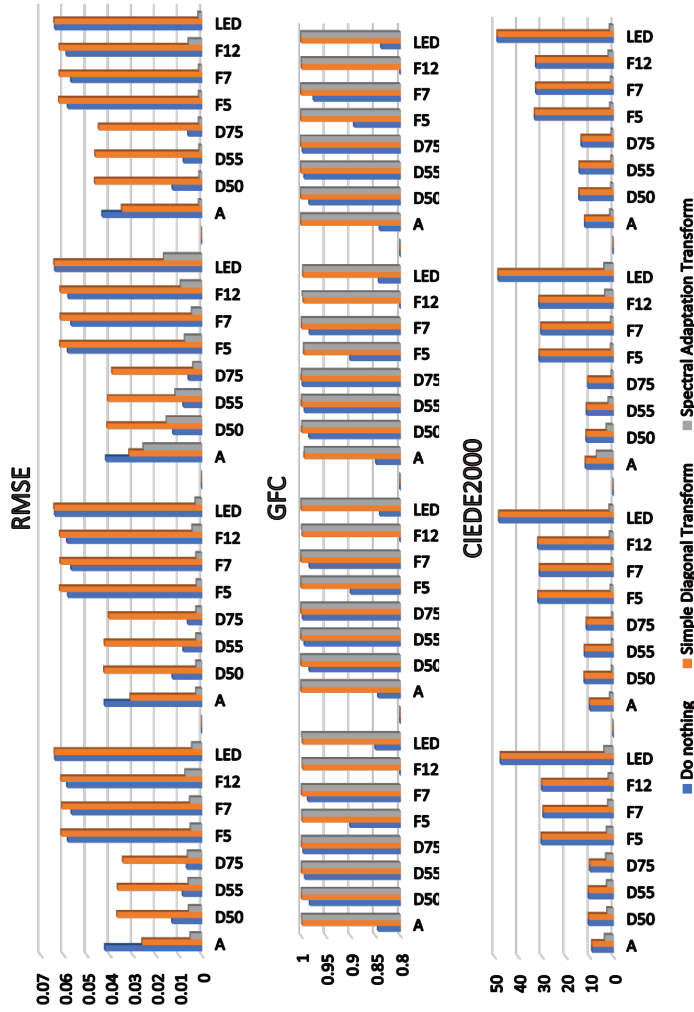 RMSE
0.07
0.06
0.05
0.04
0.03
0.02
0.01
0
A
D50
D55
D75
F5
F7
F12
LED
A
D50
D55
D75
F5
F7
F12
LED
A
D50
D55
D75
F5
F7
F12
LED
A
D50
D55
D75
F5
F7
F12
LED
GFC
1
0.95
0.9
0.85
0.8
A
D50
D55
D75
F5
F7
F12
LED
A
D50
D55
D75
F5
F7
F12
LED
A
D50
D55
D75
F5
F7
F12
LED
A
D50
D55
D75
F5
F7
F12
LED
CIEDE2000
50
40
30
20
10
0
A
D50
D55
D75
F5
F7
F12
LED
A
D50
D55
D75
F5
F7
F12
LED
A
D50
D55
D75
F5
F7
F12
LED
A
D50
D55
D75
F5
F7
F12
LED
Do nothing
Simple Diagonal Transform
Spectral Adaptation Transform